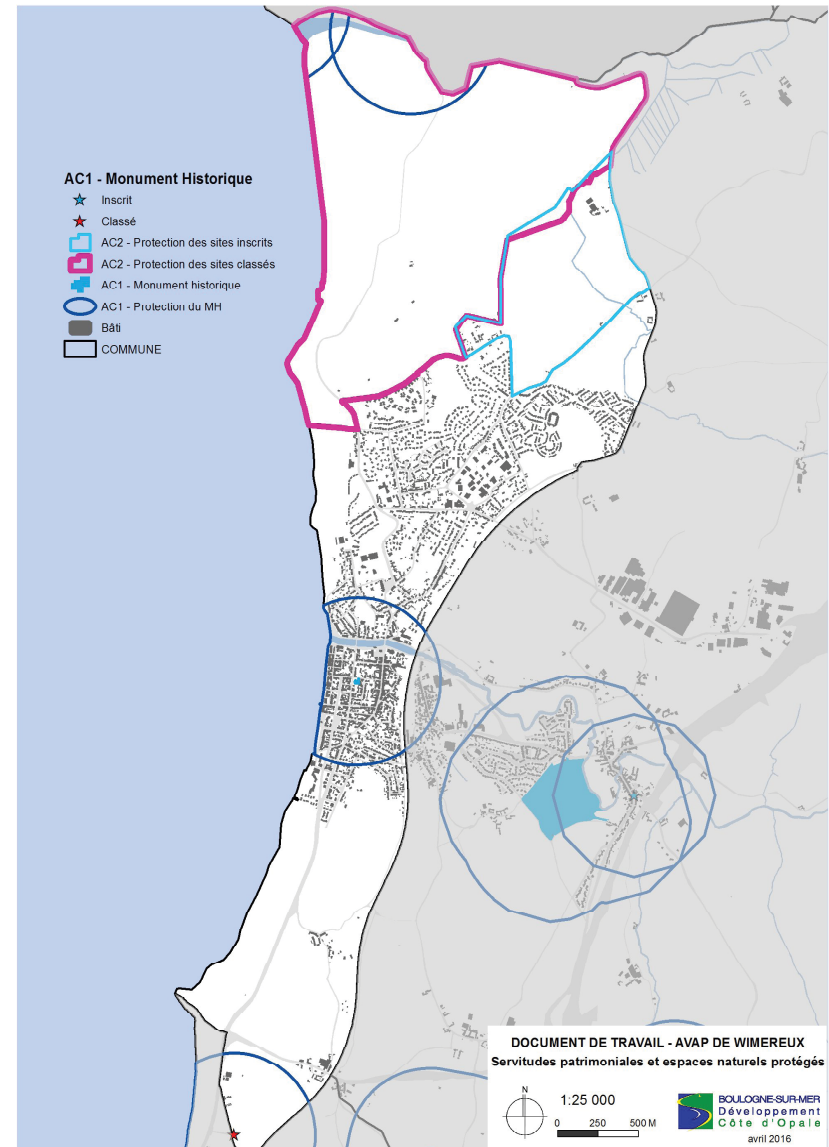 AC1 - Monument Historique
Inscrit
Classé
AC2 - Protection des sites inscrits
AC2 - Protection des sites classés
AC1 - Monument historique
AC1 - Protection du MH
Bâti
COMMUNE
DOCUMENT DE TRAVAIL - AVAP DE WIMEREUX
Servitudes patrimoniales et espaces naturels protégés
N
1:25 000
0 250 500 M
BOULOGNE-SUR-MER
Développement
Côte d'Opale
avril 2016